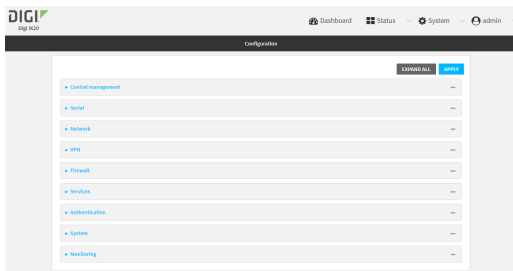 DIGI
Digi IX20
Dashboard Status System admin
Configuration
EXPAND ALL APPLY
Central management
Serial
Network
VPN
Firewall
Services
Authentication
System
Monitoring